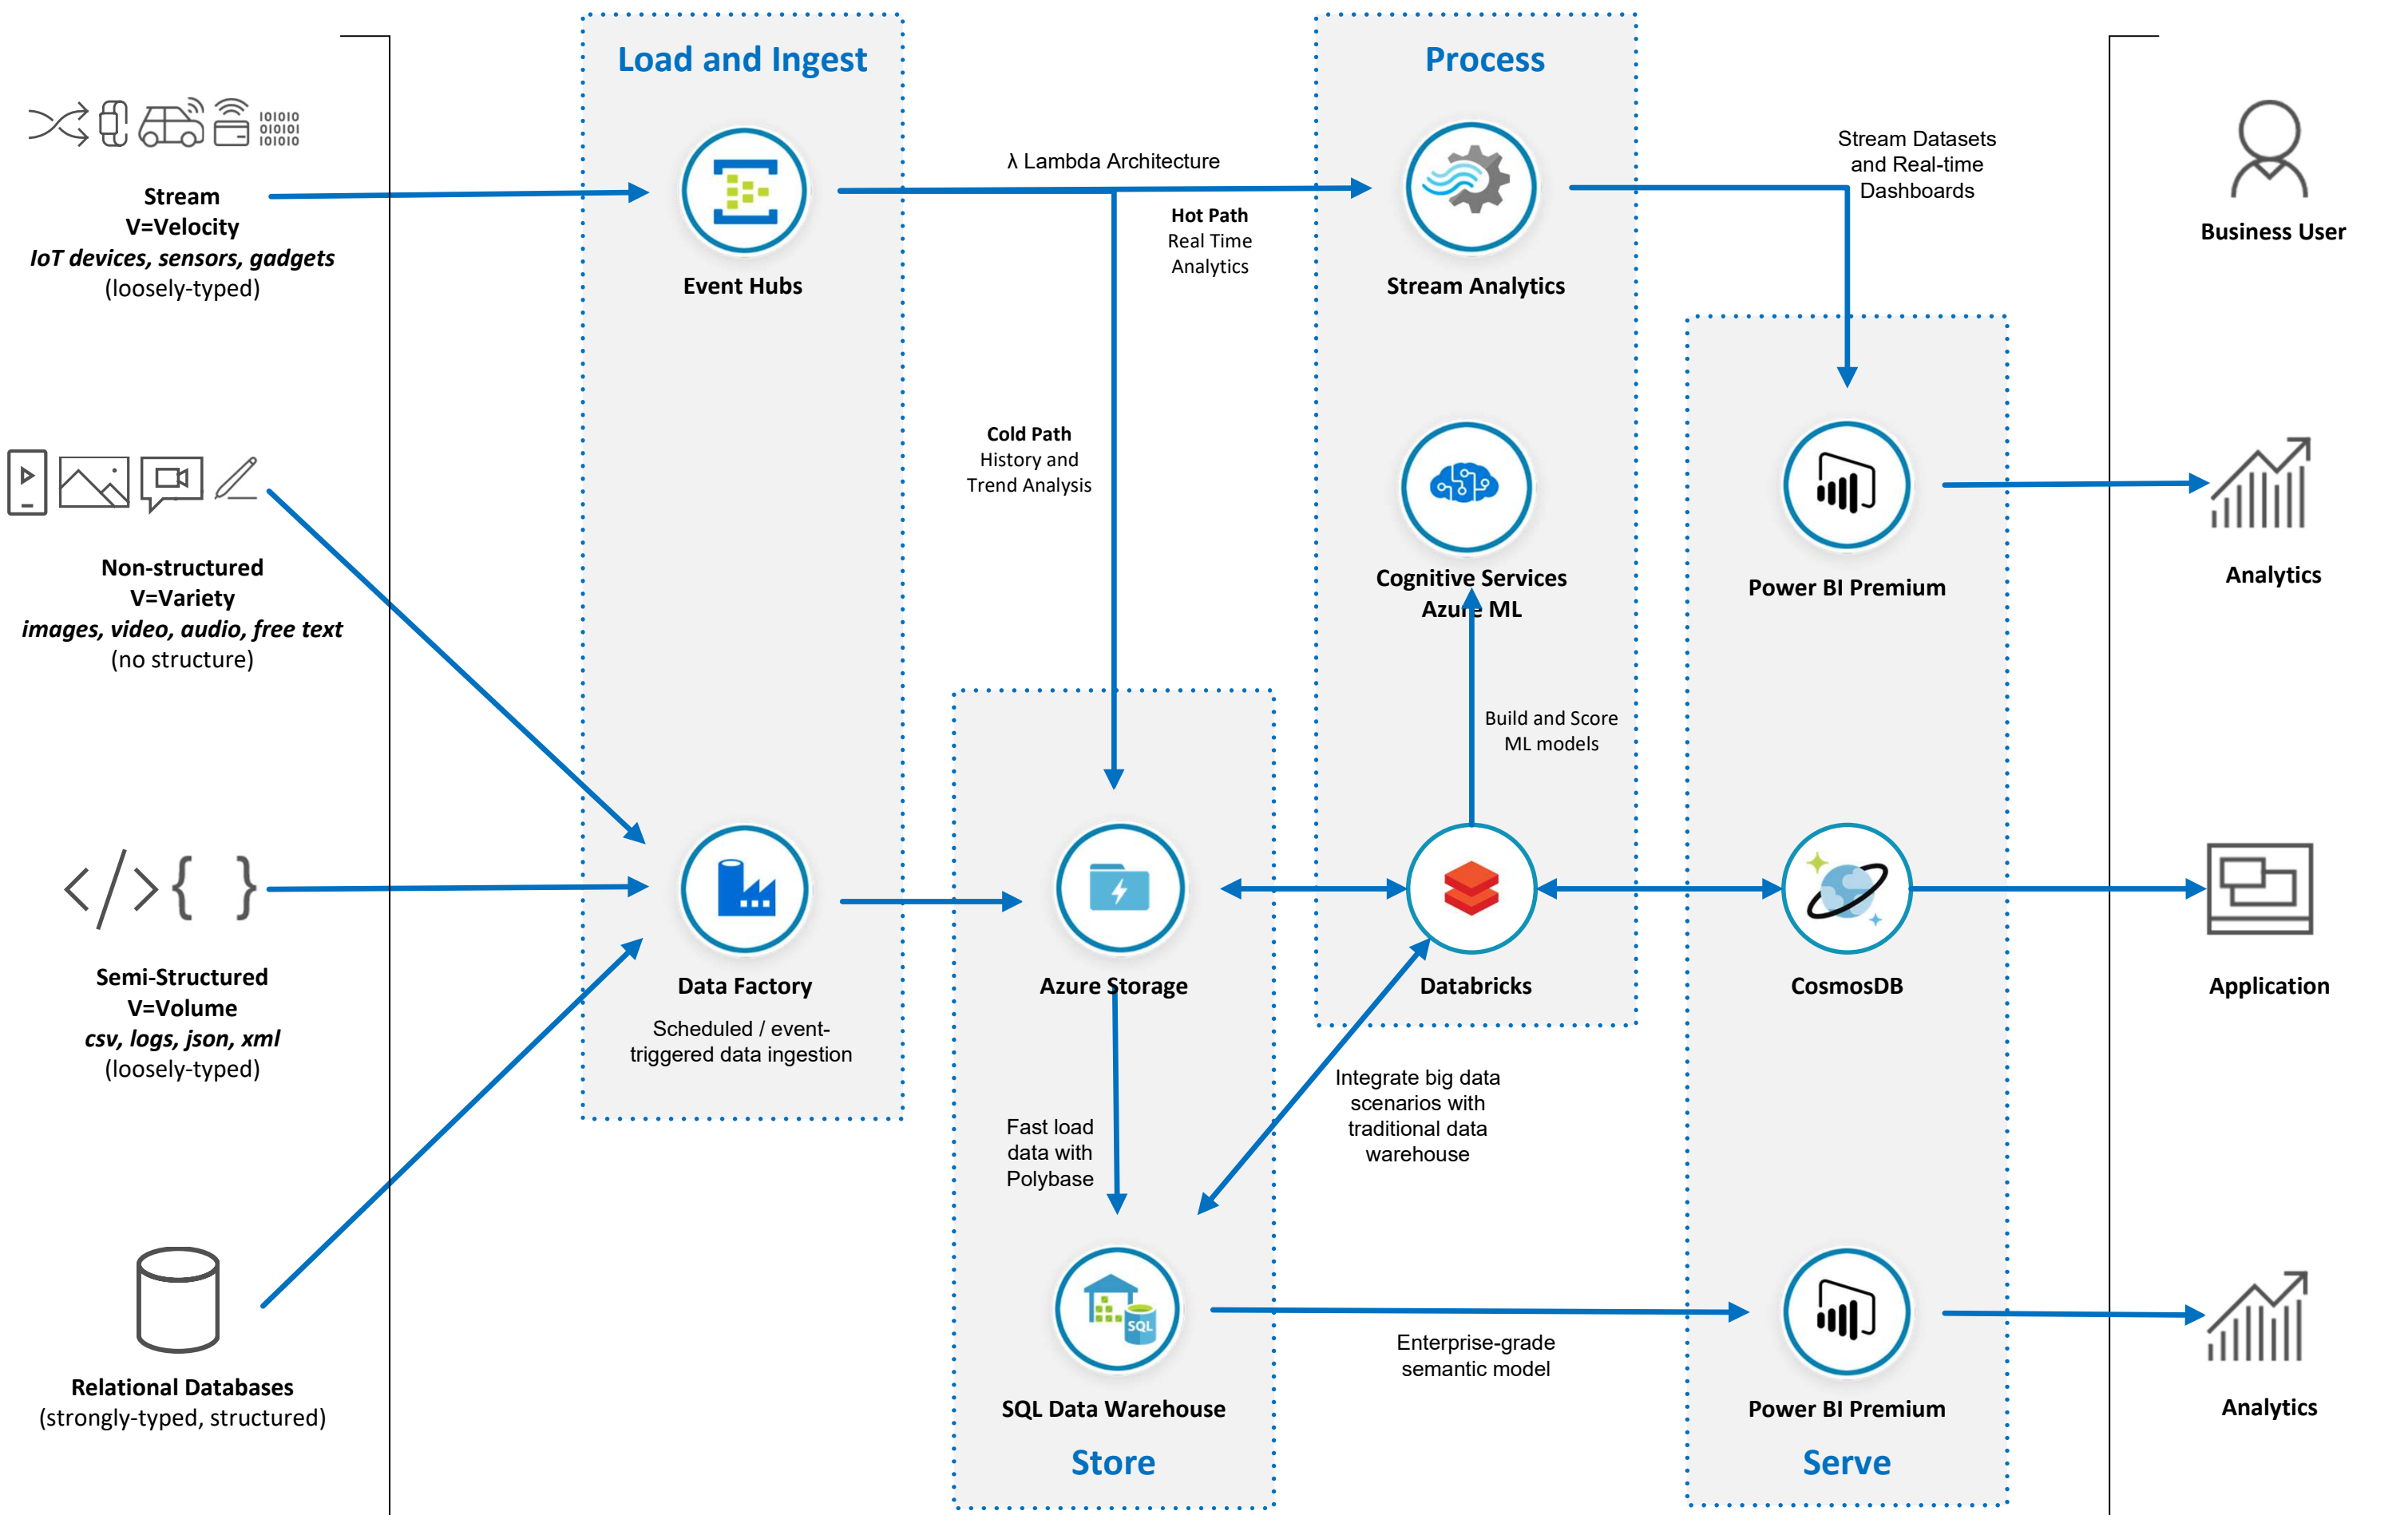 Load and Ingest
Process
101010
010101
101010
Stream
V=Velocity
IoT devices, sensors, gadgets
(loosely-typed)
Event Hubs
λ Lambda Architecture
Hot Path
Real Time
Analytics
Stream Analytics
Stream Datasets
and Real-time
Dashboards
Business User
Non-structured
V=Variety
images, video, audio, free text
(no structure)
Cold Path
History and
Trend Analysis
Cognitive Services
Azure ML
Power BI Premium
Analytics
Build and Score
ML models
</> { }
Semi-Structured
V=Volume
csv, logs, json, xml
(loosely-typed)
Data Factory
Scheduled / event-
triggered data ingestion
Azure Storage
Databricks
CosmosDB
Application
Fast load
data with
Polybase
Integrate big data
scenarios with
traditional data
warehouse
Relational Databases
(strongly-typed, structured)
SQL
SQL Data Warehouse
Enterprise-grade
semantic model
Power BI Premium
Analytics
Store
Serve